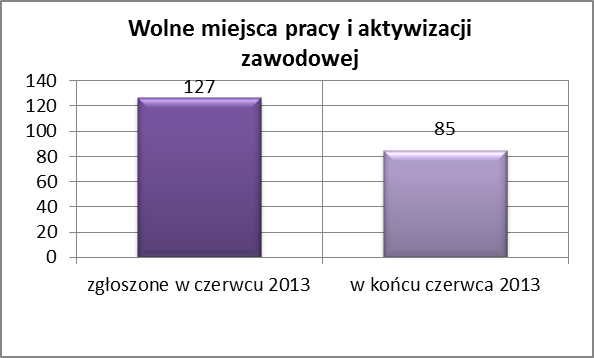 Wolne miejsca pracy i aktywizacji
zawodowej
140
120
100
80
60
40
20
0
127
85
zgłoszone w czerwcu 2013
w końcu czerwca 2013